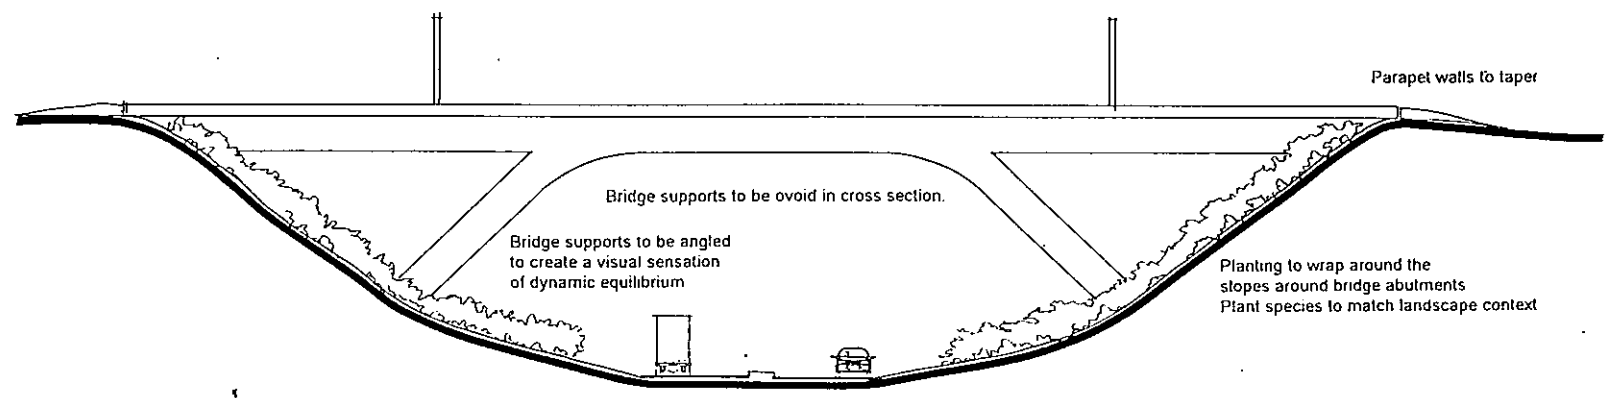 Parapet walls to taper
Bridge supports to be ovoid in cross section.
Bridge supports to be angled
to create a visual sensation
of dynamic equilibrium
Planting to wrap around the
slopes around bridge abutments
Plant species to match landscape context